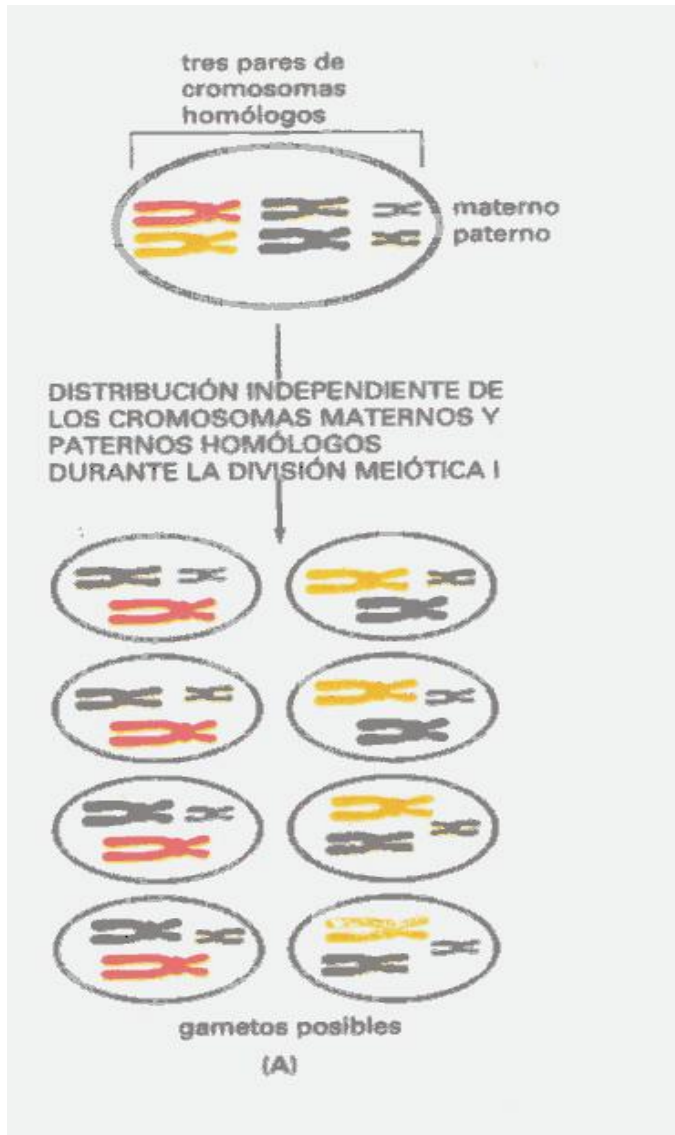 tres pares de
cromosomas
homólogos
materno
paterno
DISTRIBUCIÓN INDEPENDIENTE DE
LOS CROMOSOMAS MATERNOS Y
PATERNOS HOMÓLOGOS
DURANTE LA DIVISIÓN MEIÓTICA I
gametos posibles
(A)